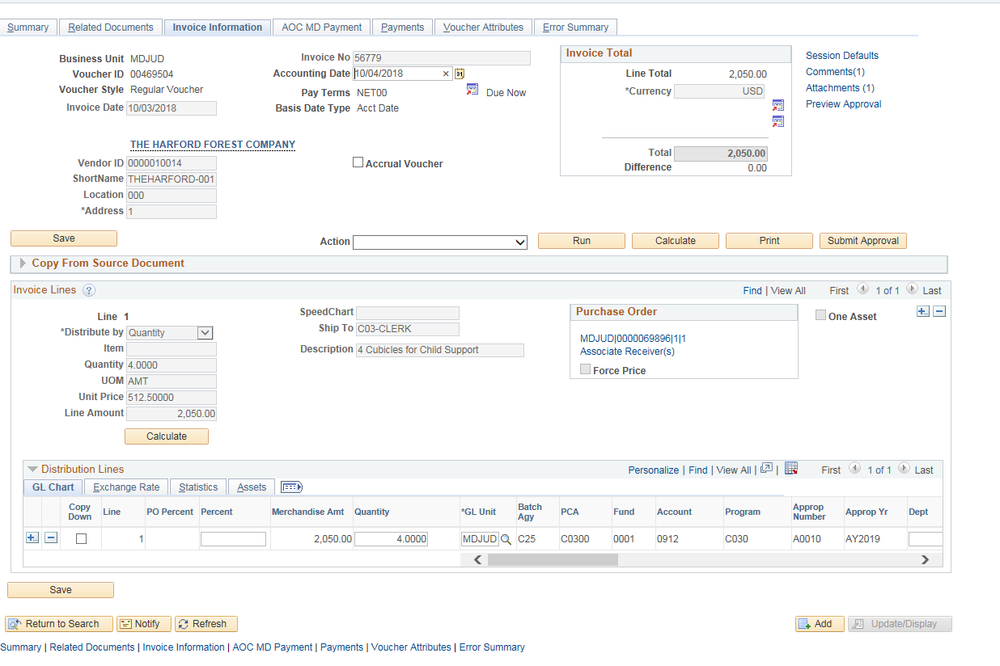 Summary Related Documents Invoice Information AOC MD Payment Payments Voucher Attributes Error Summary
Business Unit MDJUD
Voucher ID 00469504
Voucher Style Regular Voucher
Invoice Date 10/03/2018
Invoice No 56779
Accounting Date 10/04/2018 × 31
Pay Terms NET00 Due Now
Basis Date Type Acct Date
Invoice Total
Line Total 2,050.00
*Currency USD
Total 2,050.00
Difference 0.00
Session Defaults
Comments(1)
Attachments (1)
Preview Approval
THE HARFORD FOREST COMPANY
Vendor ID 0000010014
ShortName THEHARFORD-001
Location 000
*Address 1
Accrual Voucher
Save
Action Run Calculate Print Submit Approval
Copy From Source Document
Invoice Lines ? Find | View All First 1 of 1 Last
Line 1
*Distribute by Quantity
Item
Quantity 4.0000
UOM AMT
Unit Price 512.50000
Line Amount 2,050.00
Calculate
SpeedChart
Ship To C03-CLERK
Description 4 Cubicles for Child Support
Purchase Order
MDJUD|0000069896|1|1
Associate Receiver(s)
Force Price
One Asset
Distribution Lines Personalize | Find | View All | | First 1 of 1 Last
GL Chart Exchange Rate Statistics Assets
Copy Down Line PO Percent Percent Merchandise Amt Quantity *GL Unit Batch Agy PCA Fund Account Program Approp Number Approp Yr Dept
1 2,050.00 4.0000 MDJUD C25 C0300 0001 0912 C030 A0010 AY2019
Save
Return to Search Notify Refresh Add Update/Display
Summary | Related Documents | Invoice Information | AOC MD Payment | Payments | Voucher Attributes | Error Summary